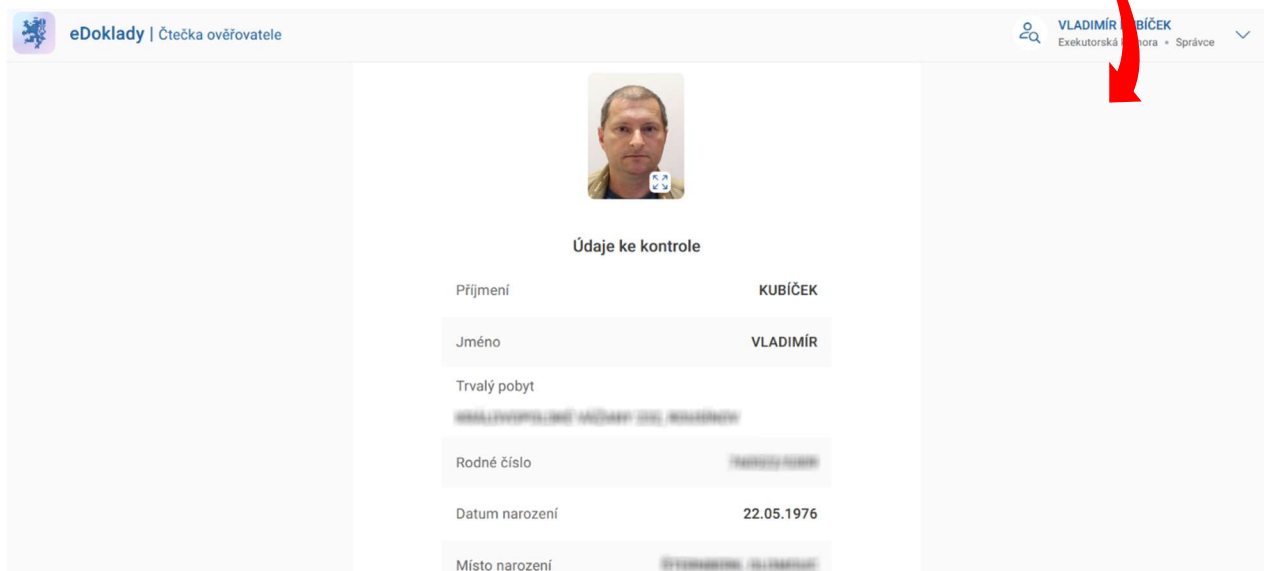 eDoklady | Čtečka ověřovatele
VLADIMÍR BÍČEK
Exekutorská • Správce
Údaje ke kontrole
Příjmení KUBÍČEK
Jméno VLADIMÍR
Trvalý pobyt
Rodné číslo
Datum narození 22.05.1976
Místo narození